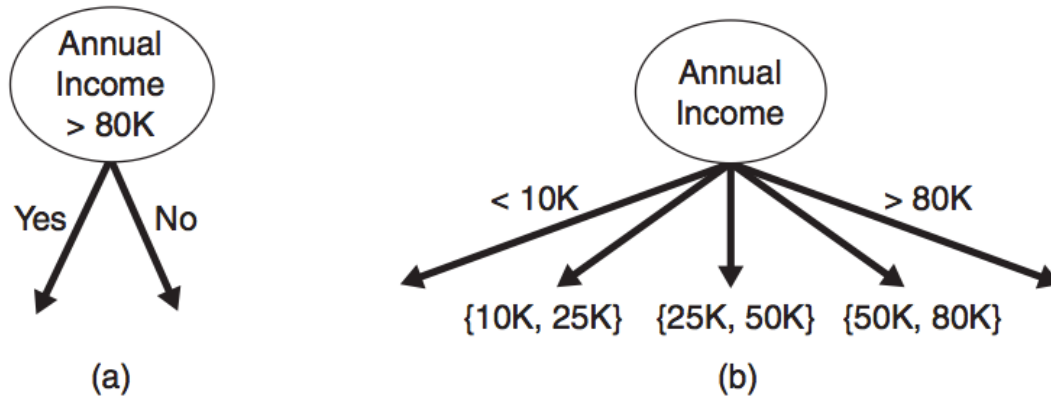 Annual
Income
> 80K
Yes
No
(a)
Annual
Income
< 10K
> 80K
{10K, 25K}
{25K, 50K}
{50K, 80K}
(b)